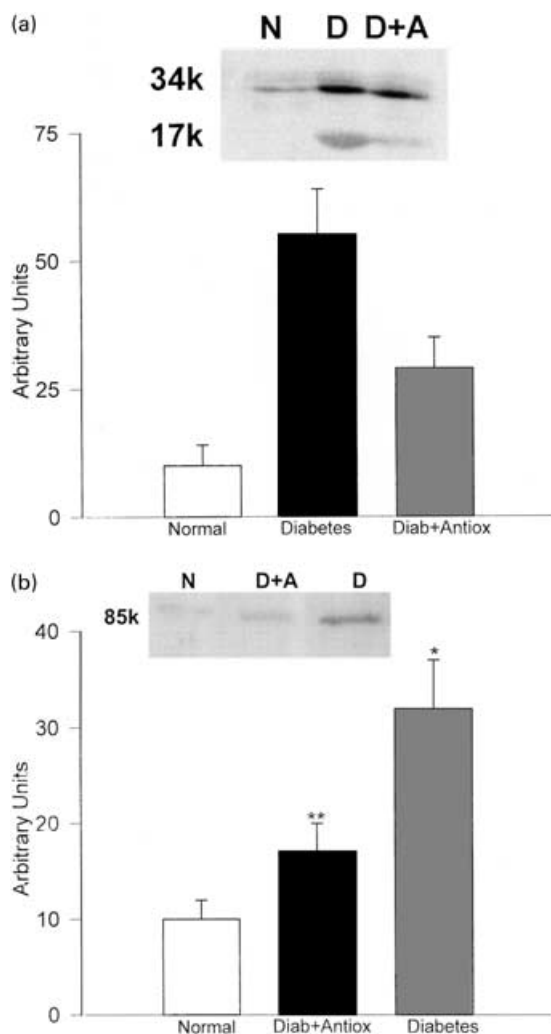 (a)
N D D+A
34k
17k
75
50
25
0
Arbitrary Units
Normal Diabetes Diab+Antiox
(b)
N D+A D
85k
40
30
20
10
0
Arbitrary Units
**
*
Normal Diab+Antiox Diabetes